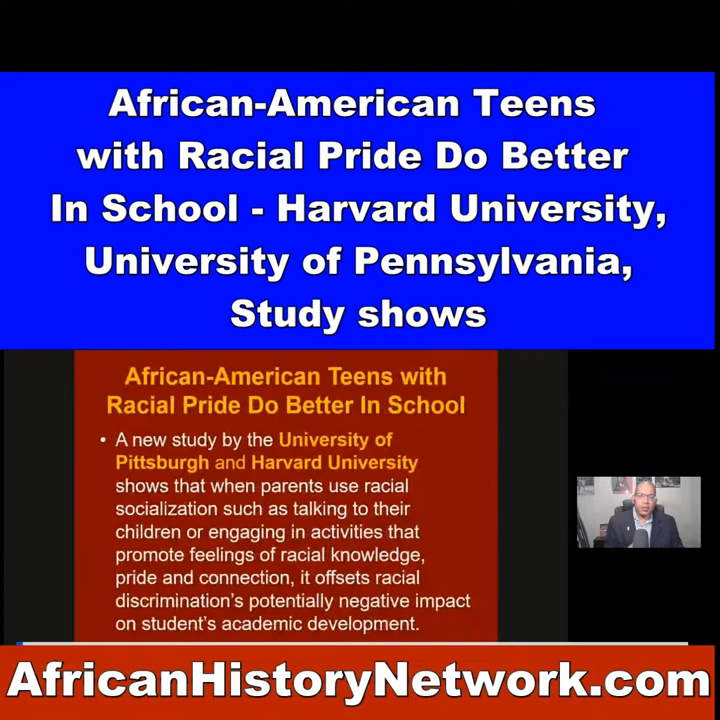 African-American Teens
with Racial Pride Do Better
In School - Harvard University,
University of Pennsylvania,
Study shows
African-American Teens with
Racial Pride Do Better In School
• A new study by the University of
Pittsburgh and Harvard University
shows that when parents use racial
socialization such as talking to their
children or engaging in activities that
promote feelings of racial knowledge,
pride and connection, it offsets racial
discrimination's potentially negative impact
on student's academic development.
AfricanHistoryNetwork.com